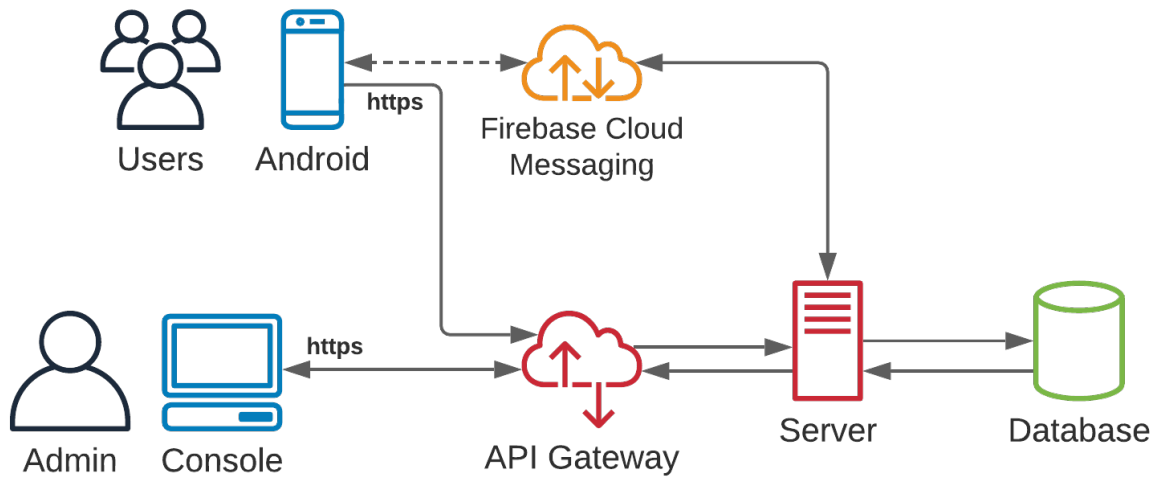 https
Firebase Cloud
Messaging
Users
Android
https
Server
Database
Admin
Console
API Gateway